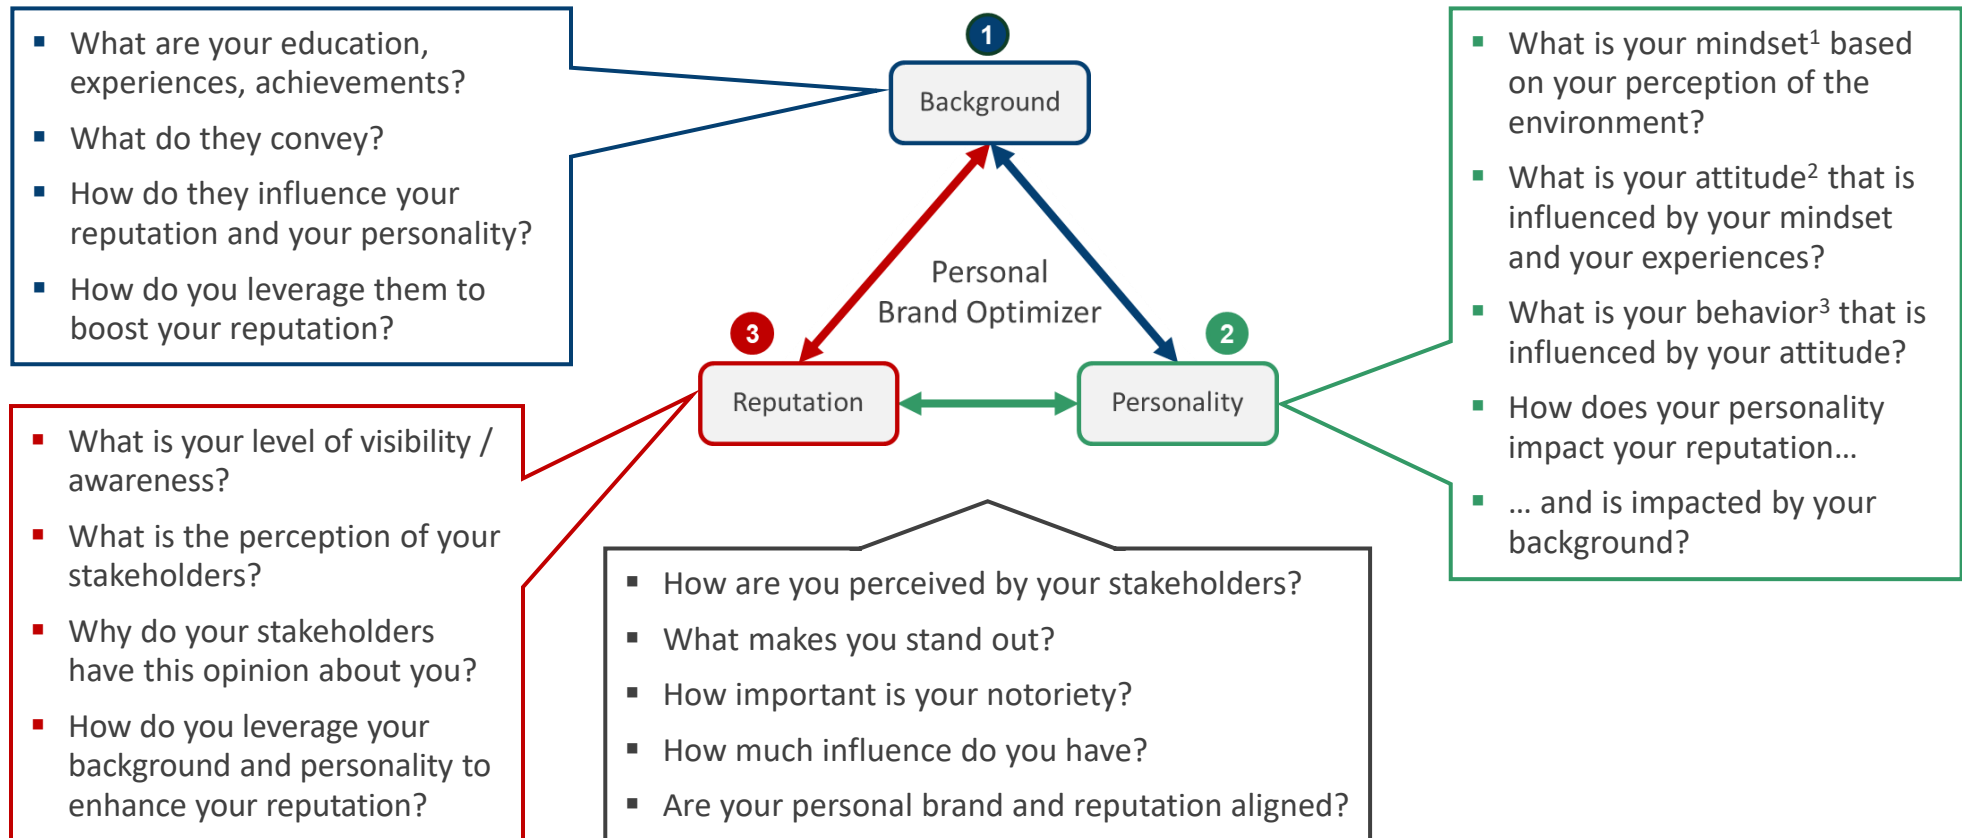 ▪ What are your education,
experiences, achievements?
▪ What do they convey?
▪ How do they influence your
reputation and your personality?
▪ How do you leverage them to
boost your reputation?
1
Background
Personal
Brand Optimizer
3
Reputation
2
Personality
▪ What is your mindset¹ based
on your perception of the
environment?
▪ What is your attitude² that is
influenced by your mindset
and your experiences?
▪ What is your behavior³ that is
influenced by your attitude?
▪ How does your personality
impact your reputation…
▪ … and is impacted by your
background?
▪ What is your level of visibility /
awareness?
▪ What is the perception of your
stakeholders?
▪ Why do your stakeholders
have this opinion about you?
▪ How do you leverage your
background and personality to
enhance your reputation?
▪ How are you perceived by your stakeholders?
▪ What makes you stand out?
▪ How important is your notoriety?
▪ How much influence do you have?
▪ Are your personal brand and reputation aligned?